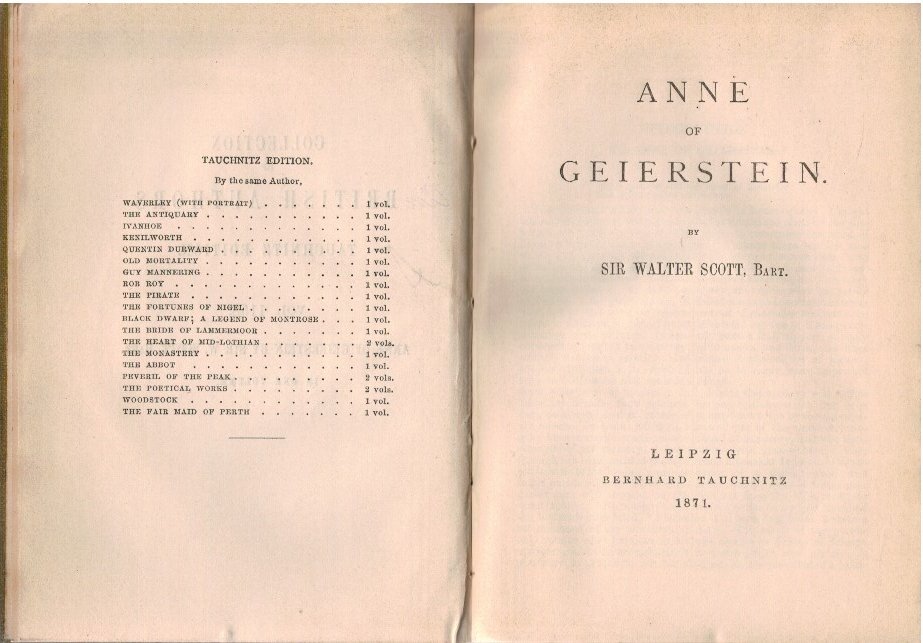 TAUCHNITZ EDITION.
By the same Author,
WAVERLEY (WITH PORTRAIT) . . . . . . . 1 vol.
THE ANTIQUARY . . . . . . . . . . . 1 vol.
IVANHOE . . . . . . . . . . . . . 1 vol.
KENILWORTH . . . . . . . . . . . . 1 vol.
QUENTIN DURWARD . . . . . . . . . . 1 vol.
OLD MORTALITY . . . . . . . . . . . 1 vol.
GUY MANNERING . . . . . . . . . . . 1 vol.
ROB ROY . . . . . . . . . . . . . 1 vol.
THE PIRATE . . . . . . . . . . . . 1 vol.
THE FORTUNES OF NIGEL . . . . . . . . 1 vol.
BLACK DWARF; A LEGEND OF MONTROSE . . . 1 vol.
THE BRIDE OF LAMMERMOOR . . . . . . . 1 vol.
THE HEART OF MID-LOTHIAN . . . . . . . 2 vols.
THE MONASTERY . . . . . . . . . . . 1 vol.
THE ABBOT . . . . . . . . . . . . 1 vol.
PEVERIL OF THE PEAK . . . . . . . . . 2 vols.
THE POETICAL WORKS . . . . . . . . . 2 vols.
WOODSTOCK . . . . . . . . . . . . 1 vol.
THE FAIR MAID OF PERTH . . . . . . . 1 vol.
ANNE
OF
GEIERSTEIN.
BY
SIR WALTER SCOTT, BART.
LEIPZIG
BERNHARD TAUCHNITZ
1871.